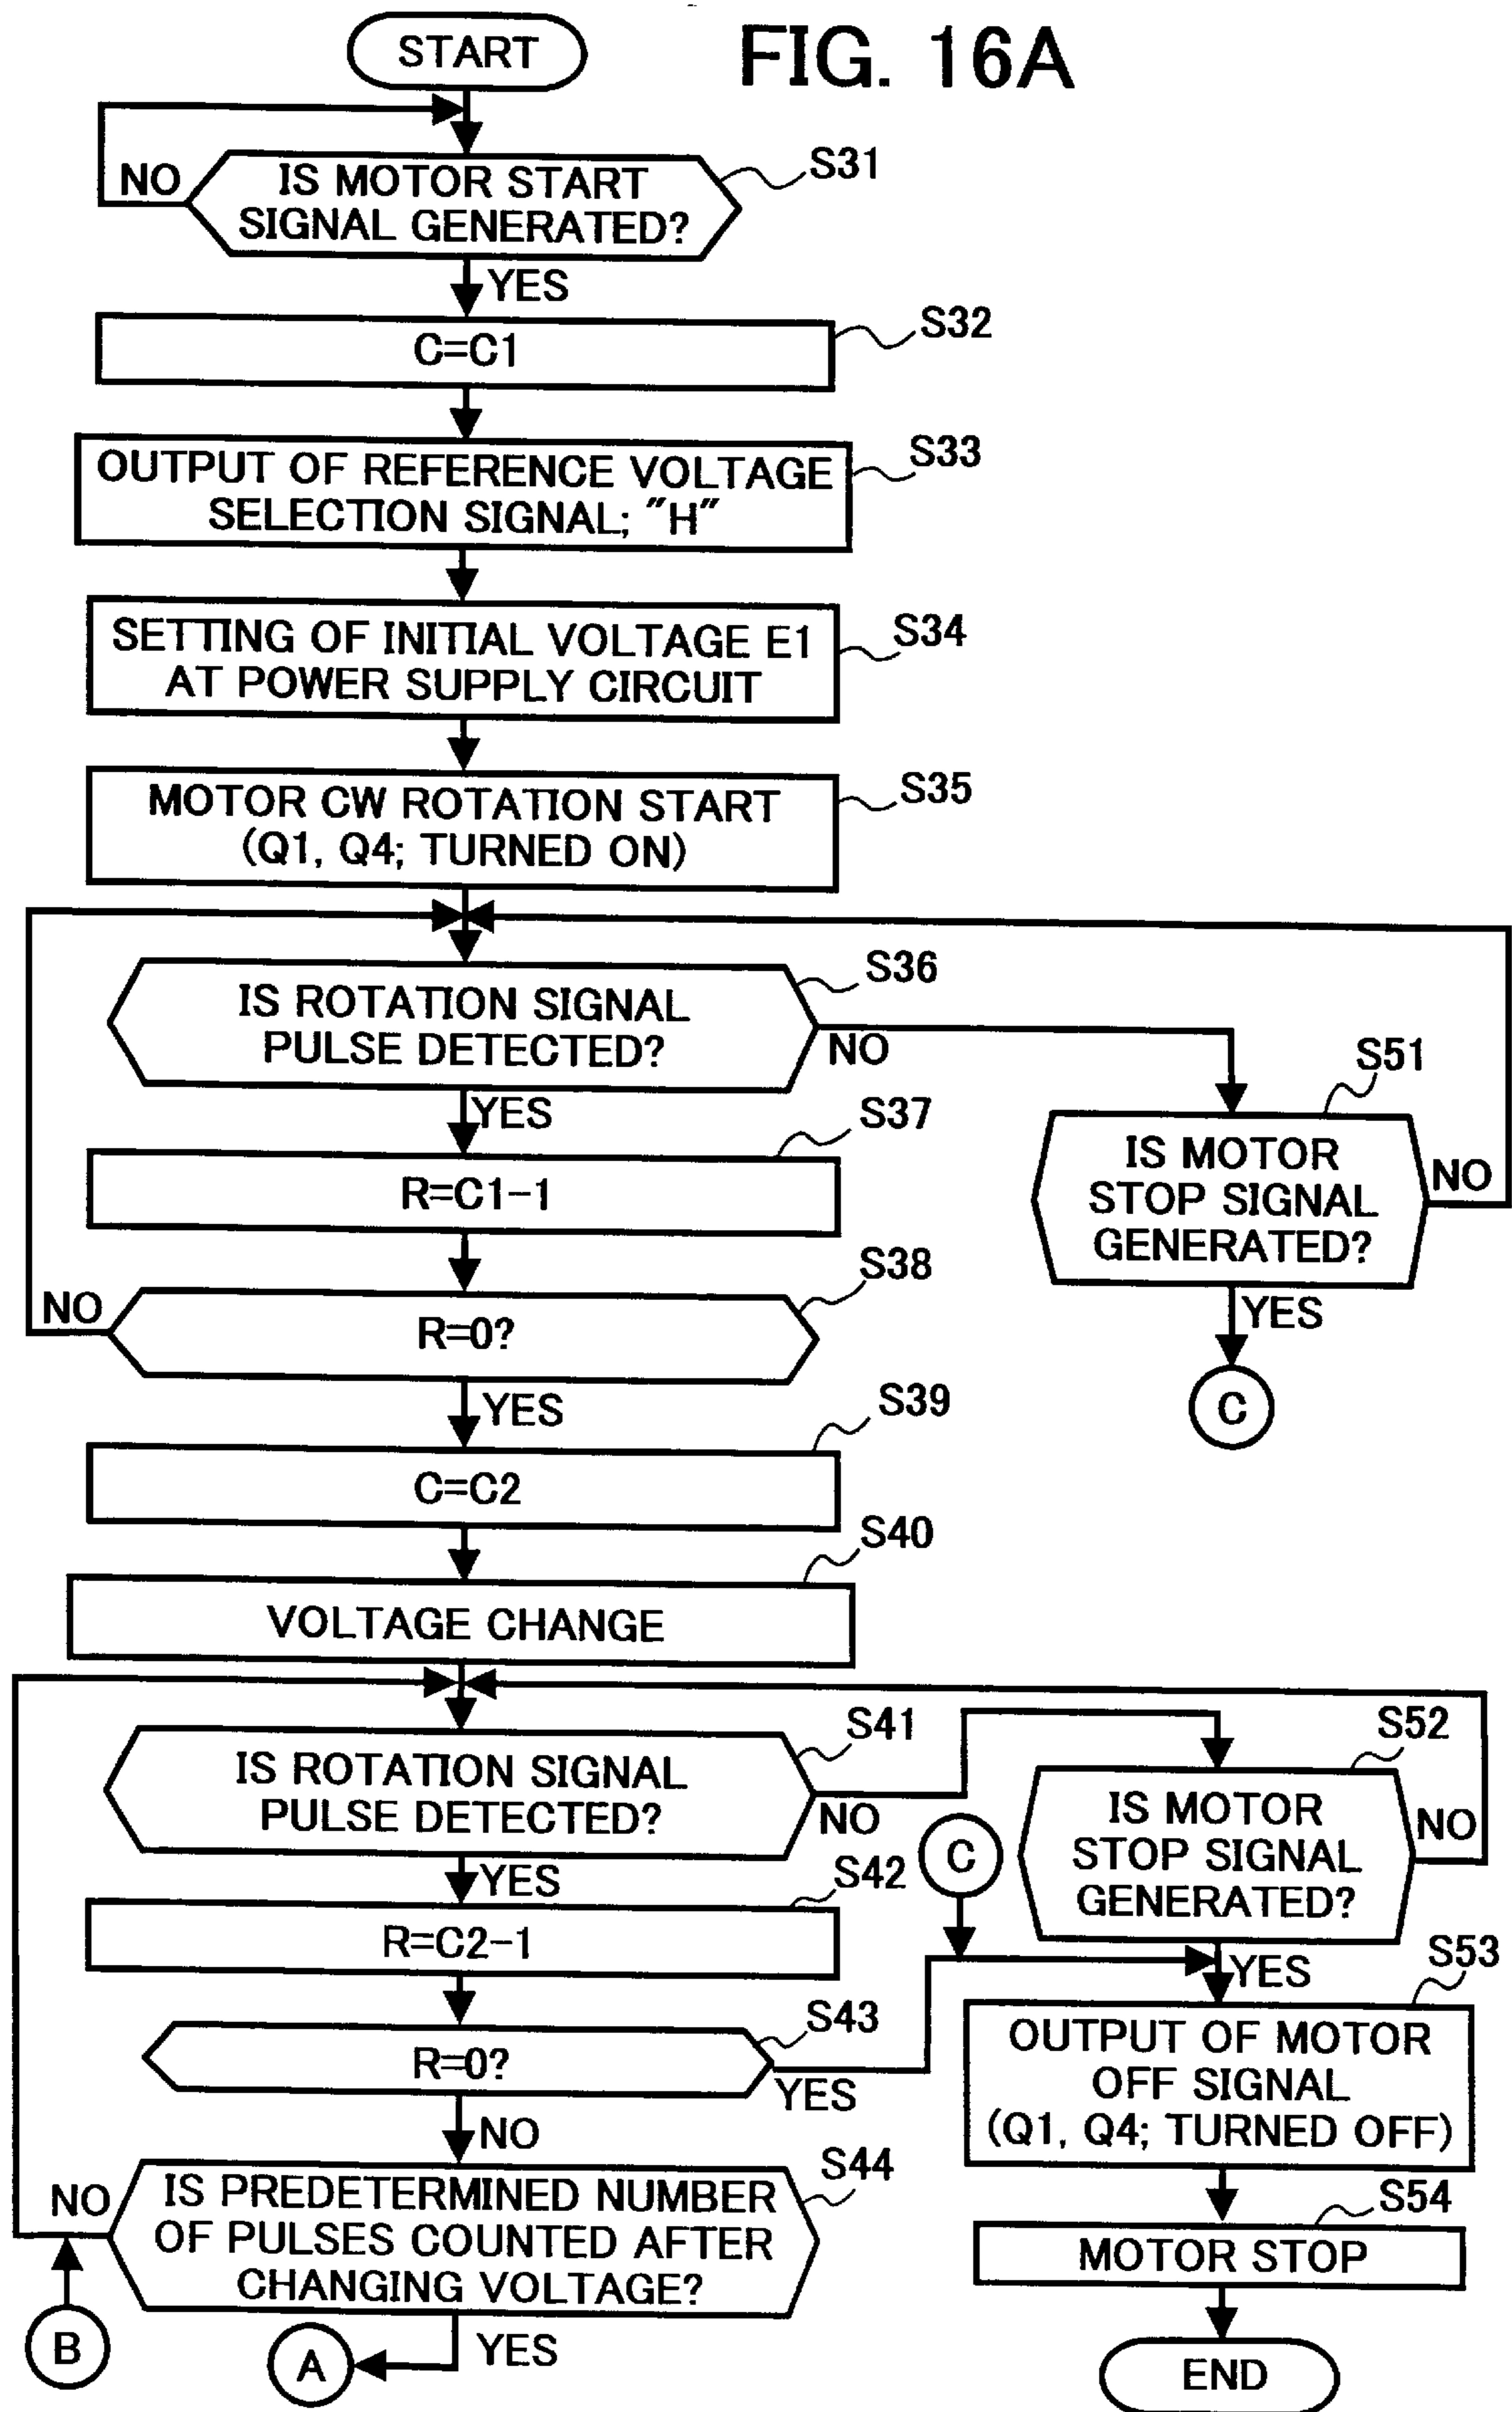 START
FIG. 16A
NO
IS MOTOR START
SIGNAL GENERATED?
S31
YES
S32
C=C1
S33
OUTPUT OF REFERENCE VOLTAGE
SELECTION SIGNAL; "H"
S34
SETTING OF INITIAL VOLTAGE E1
AT POWER SUPPLY CIRCUIT
S35
MOTOR CW ROTATION START
(Q1, Q4; TURNED ON)
S36
IS ROTATION SIGNAL
PULSE DETECTED?
NO
S51
IS MOTOR
STOP SIGNAL
GENERATED?
NO
YES
C
YES
S37
R=C1-1
S38
NO
R=0?
YES
S39
C=C2
S40
VOLTAGE CHANGE
S41
IS ROTATION SIGNAL
PULSE DETECTED?
NO
S52
IS MOTOR
STOP SIGNAL
GENERATED?
NO
C
YES
YES
S42
R=C2-1
S43
R=0?
YES
S53
OUTPUT OF MOTOR
OFF SIGNAL
(Q1, Q4; TURNED OFF)
NO
S44
NO
IS PREDETERMINED NUMBER
OF PULSES COUNTED AFTER
CHANGING VOLTAGE?
S54
MOTOR STOP
B
A
YES
END